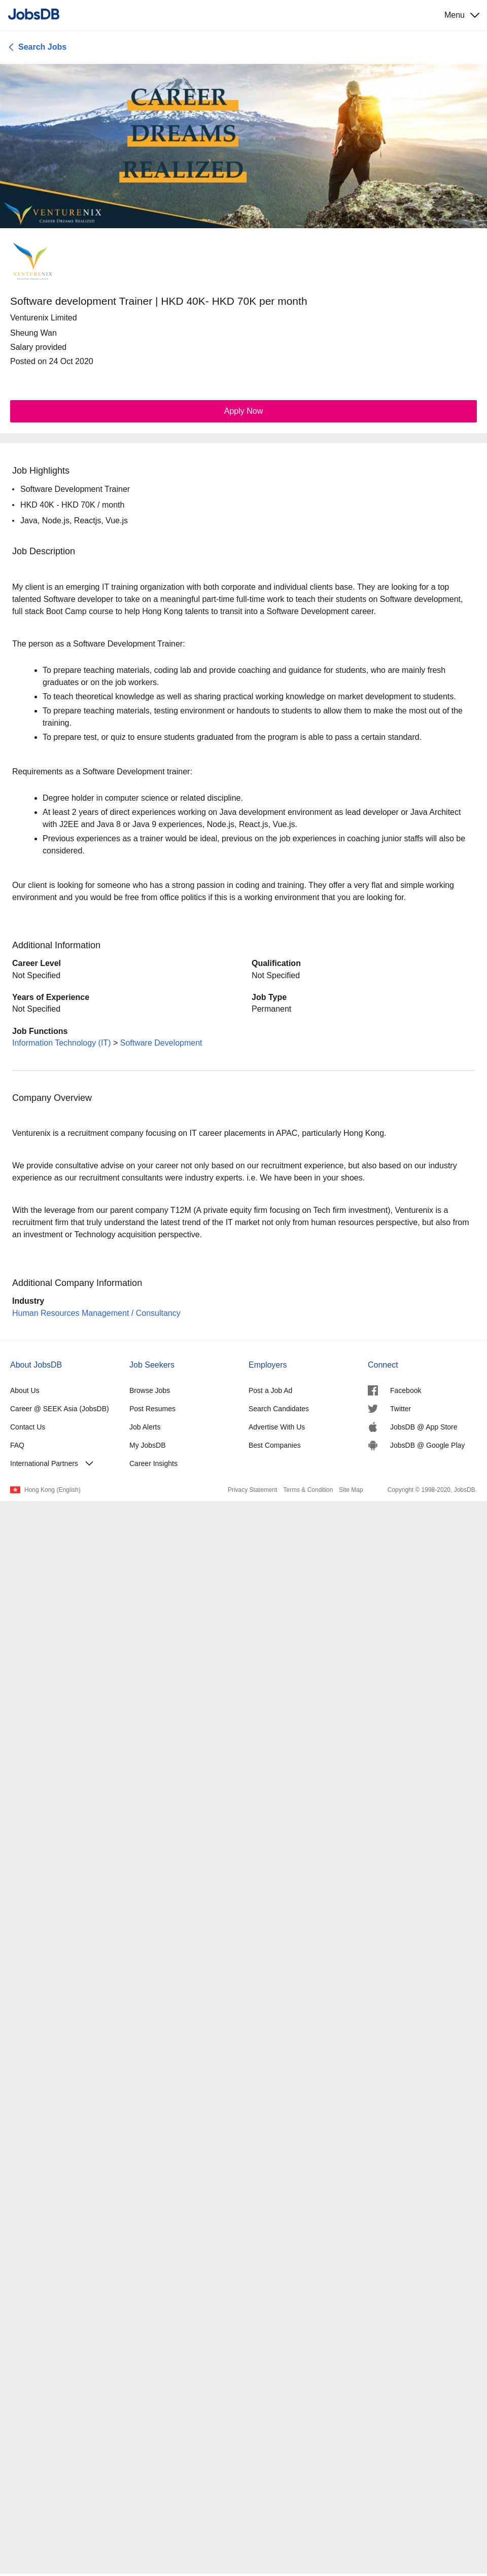 JobsDB
Menu
Search Jobs
CAREER
DREAMS
REALIZED
VENTURENIX
CAREER DREAMS REALIZED
VENTURENIX
Software development Trainer | HKD 40K- HKD 70K per month
Venturenix Limited
Sheung Wan
Salary provided
Posted on 24 Oct 2020
Apply Now
Job Highlights
• Software Development Trainer
• HKD 40K - HKD 70K / month
• Java, Node.js, Reactjs, Vue.js
Job Description
My client is an emerging IT training organization with both corporate and individual clients base. They are looking for a top
talented Software developer to take on a meaningful part-time full-time work to teach their students on Software development,
full stack Boot Camp course to help Hong Kong talents to transit into a Software Development career.
The person as a Software Development Trainer:
• To prepare teaching materials, coding lab and provide coaching and guidance for students, who are mainly fresh
graduates or on the job workers.
• To teach theoretical knowledge as well as sharing practical working knowledge on market development to students.
• To prepare teaching materials, testing environment or handouts to students to allow them to make the most out of the
training.
• To prepare test, or quiz to ensure students graduated from the program is able to pass a certain standard.
Requirements as a Software Development trainer:
• Degree holder in computer science or related discipline.
• At least 2 years of direct experiences working on Java development environment as lead developer or Java Architect
with J2EE and Java 8 or Java 9 experiences, Node.js, React.js, Vue.js.
• Previous experiences as a trainer would be ideal, previous on the job experiences in coaching junior staffs will also be
considered.
Our client is looking for someone who has a strong passion in coding and training. They offer a very flat and simple working
environment and you would be free from office politics if this is a working environment that you are looking for.
Additional Information
Career Level
Not Specified
Qualification
Not Specified
Years of Experience
Not Specified
Job Type
Permanent
Job Functions
Information Technology (IT) > Software Development
Company Overview
Venturenix is a recruitment company focusing on IT career placements in APAC, particularly Hong Kong.
We provide consultative advise on your career not only based on our recruitment experience, but also based on our industry
experience as our recruitment consultants were industry experts. i.e. We have been in your shoes.
With the leverage from our parent company T12M (A private equity firm focusing on Tech firm investment), Venturenix is a
recruitment firm that truly understand the latest trend of the IT market not only from human resources perspective, but also from
an investment or Technology acquisition perspective.
Additional Company Information
Industry
Human Resources Management / Consultancy
About JobsDB
About Us
Career @ SEEK Asia (JobsDB)
Contact Us
FAQ
International Partners
Job Seekers
Browse Jobs
Post Resumes
Job Alerts
My JobsDB
Career Insights
Employers
Post a Job Ad
Search Candidates
Advertise With Us
Best Companies
Connect
Facebook
Twitter
JobsDB @ App Store
JobsDB @ Google Play
Hong Kong (English)
Privacy Statement Terms & Condition Site Map Copyright © 1998-2020, JobsDB.